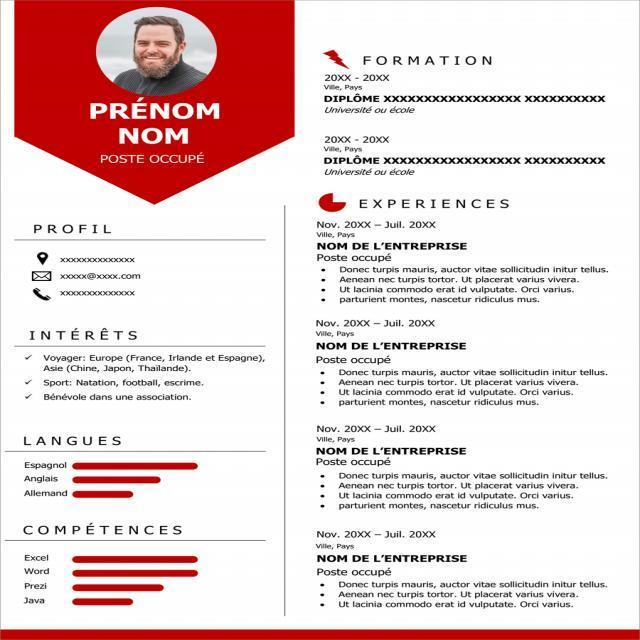 PRÉNOM
NOM
POSTE OCCUPÉ
PROFIL
xxxxxxxxxxxxxx
xxxxx@xxxx.com
xxxxxxxxxxxxxx
INTÉRÊTS
Voyager: Europe (France, Irlande et Espagne),
Asie (Chine, Japon, Thaïlande).
Sport: Natation, football, escrime.
Bénévole dans une association.
LANGUES
Espagnol
Anglais
Allemand
COMPÉTENCES
Excel
Word
Prezi
Java
FORMATION
20XX - 20XX
Ville, Pays
DIPLÔME XXXXXXXXXXXXXXXXX XXXXXXXXXX
Université ou école
20XX - 20XX
Ville, Pays
DIPLÔME XXXXXXXXXXXXXXXXX XXXXXXXXXX
Université ou école
EXPERIENCES
Nov. 20XX – Juil. 20XX
Ville, Pays
NOM DE L'ENTREPRISE
Poste occupé
• Donec turpis mauris, auctor vitae sollicitudin initur tellus.
• Aenean nec turpis tortor. Ut placerat varius vivera.
• Ut lacinia commodo erat id vulputate. Orci varius.
• parturient montes, nascetur ridiculus mus.
Nov. 20XX – Juil. 20XX
Ville, Pays
NOM DE L'ENTREPRISE
Poste occupé
• Donec turpis mauris, auctor vitae sollicitudin initur tellus.
• Aenean nec turpis tortor. Ut placerat varius vivera.
• Ut lacinia commodo erat id vulputate. Orci varius.
• parturient montes, nascetur ridiculus mus.
Nov. 20XX – Juil. 20XX
Ville, Pays
NOM DE L'ENTREPRISE
Poste occupé
• Donec turpis mauris, auctor vitae sollicitudin initur tellus.
• Aenean nec turpis tortor. Ut placerat varius vivera.
• Ut lacinia commodo erat id vulputate. Orci varius.
• parturient montes, nascetur ridiculus mus.
Nov. 20XX – Juil. 20XX
Ville, Pays
NOM DE L'ENTREPRISE
Poste occupé
• Donec turpis mauris, auctor vitae sollicitudin initur tellus.
• Aenean nec turpis tortor. Ut placerat varius vivera.
• Ut lacinia commodo erat id vulputate. Orci varius.
• parturient montes, nascetur ridiculus mus.